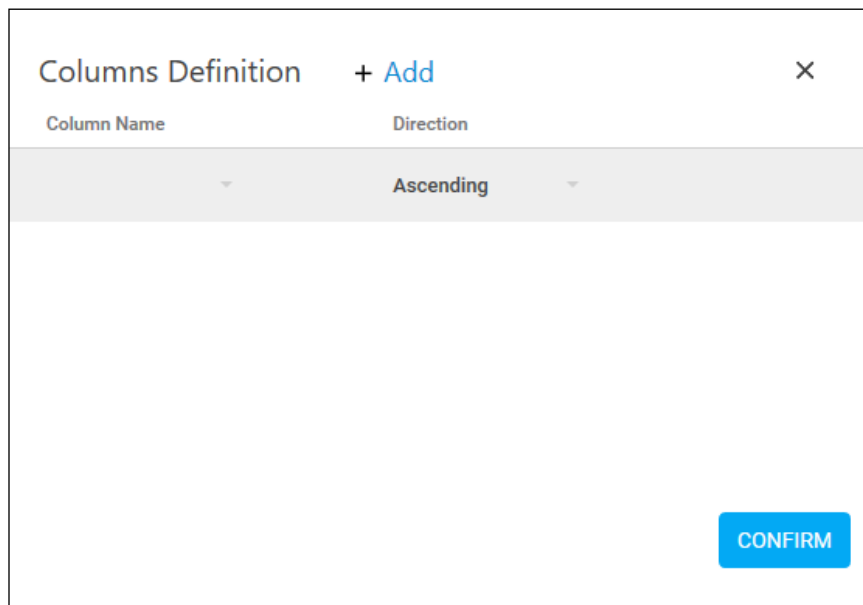 Columns Definition + Add ×
Column Name Direction
Ascending
CONFIRM